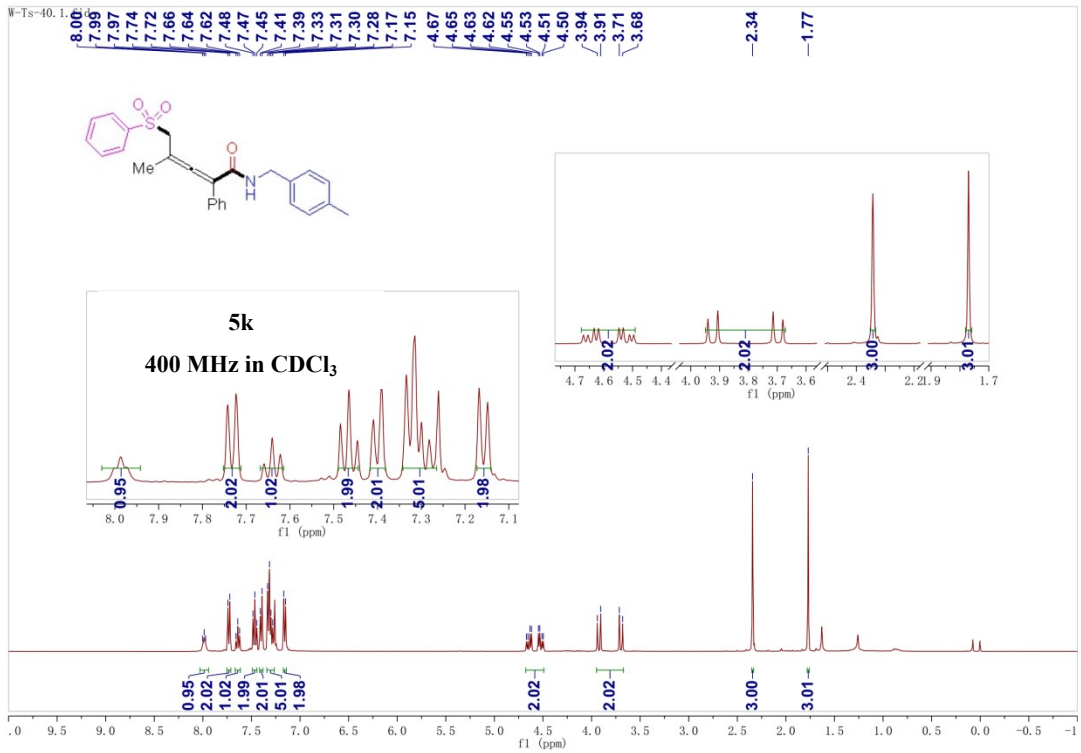 W-Ts-40.1.fid
8.00 7.99 7.97 7.74 7.72 7.66 7.64 7.62 7.48 7.47 7.45 7.41 7.39 7.33 7.31 7.30 7.28 7.17 7.15 4.67 4.65 4.63 4.62 4.55 4.53 4.51 4.50 3.94 3.91 3.71 3.68 2.34 1.77
O O
S
Me
O
N
H
Ph
5k
400 MHz in CDCl₃
2.02 2.02 3.00 3.01
4.7 4.6 4.5 4.4 4.0 3.9 3.8 3.7 3.6 2.4 2.2 1.9 1.7
f1 (ppm)
0.95 2.02 1.02 1.99 2.01 5.01 1.98
8.0 7.9 7.8 7.7 7.6 7.5 7.4 7.3 7.2 7.1
f1 (ppm)
0.95 2.02 1.02 1.99 2.01 5.01 1.98 2.02 2.02 3.00 3.01
.0 9.5 9.0 8.5 8.0 7.5 7.0 6.5 6.0 5.5 5.0 4.5 4.0 3.5 3.0 2.5 2.0 1.5 1.0 0.5 0.0 -0.5 -1
f1 (ppm)